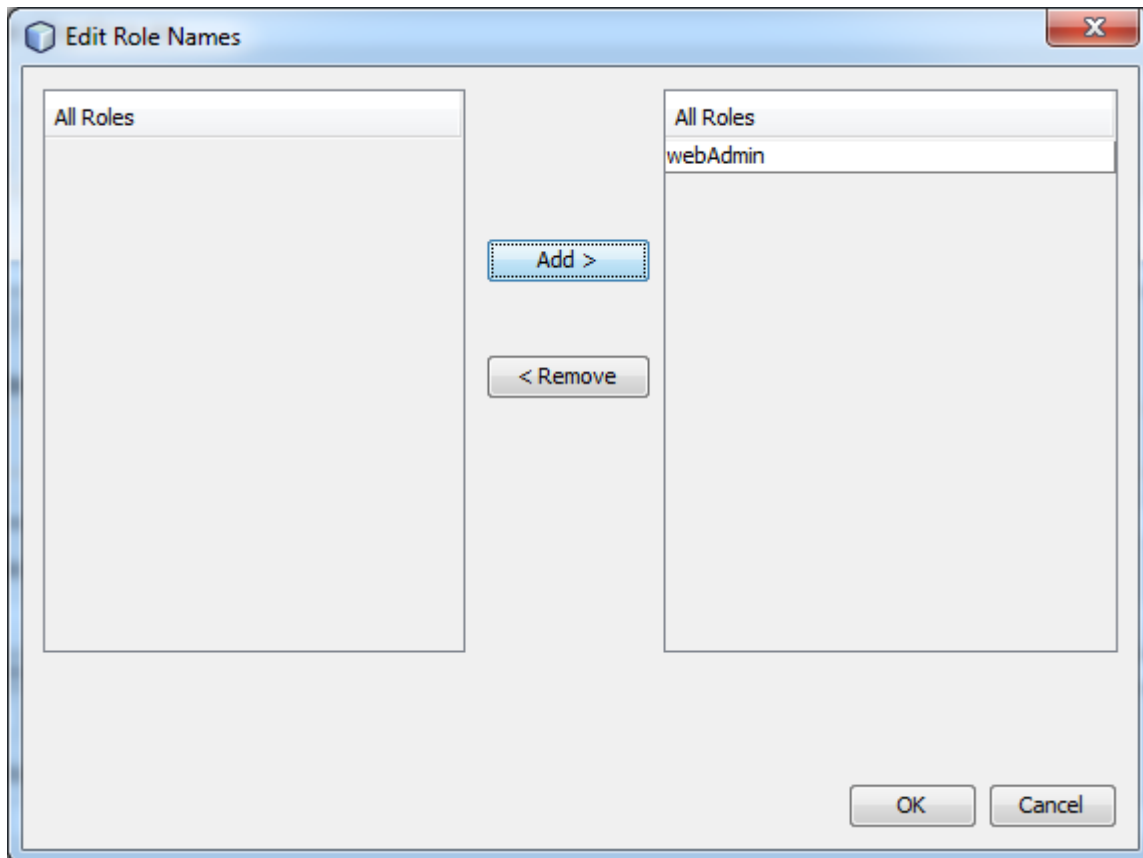 Edit Role Names
All Roles
All Roles
webAdmin
Add >
< Remove
OK
Cancel